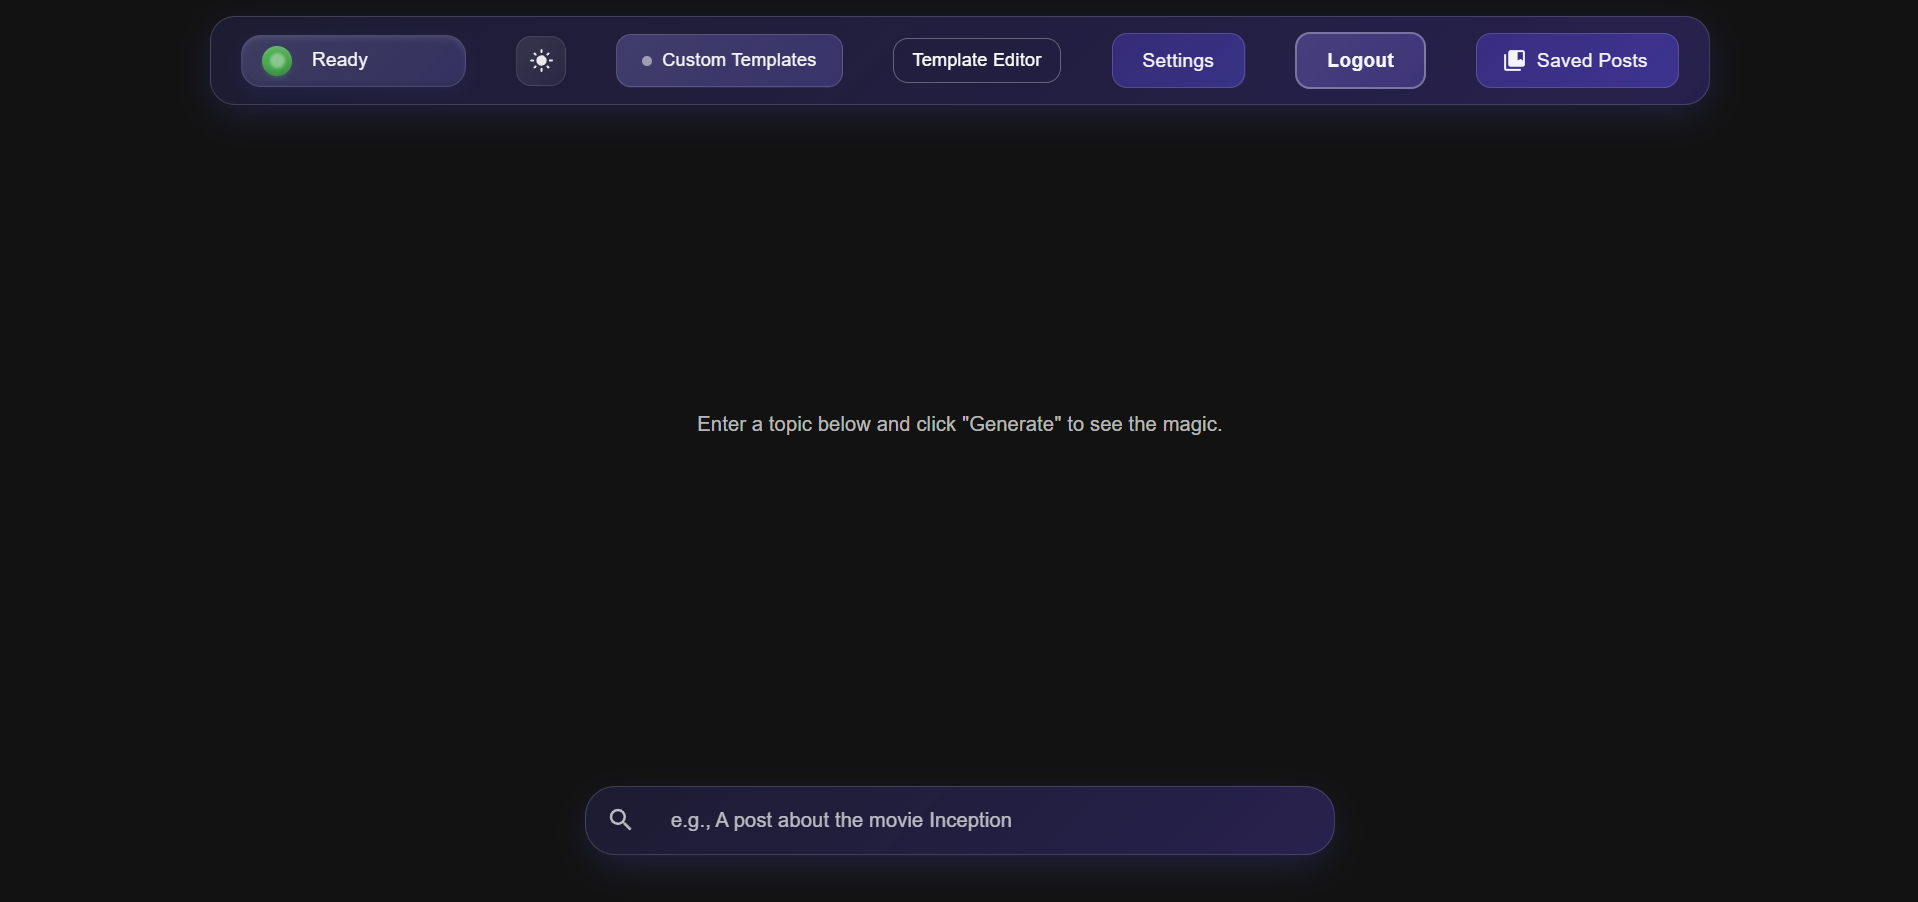 Ready
Custom Templates
Template Editor
Settings
Logout
Saved Posts
Enter a topic below and click "Generate" to see the magic.
e.g., A post about the movie Inception